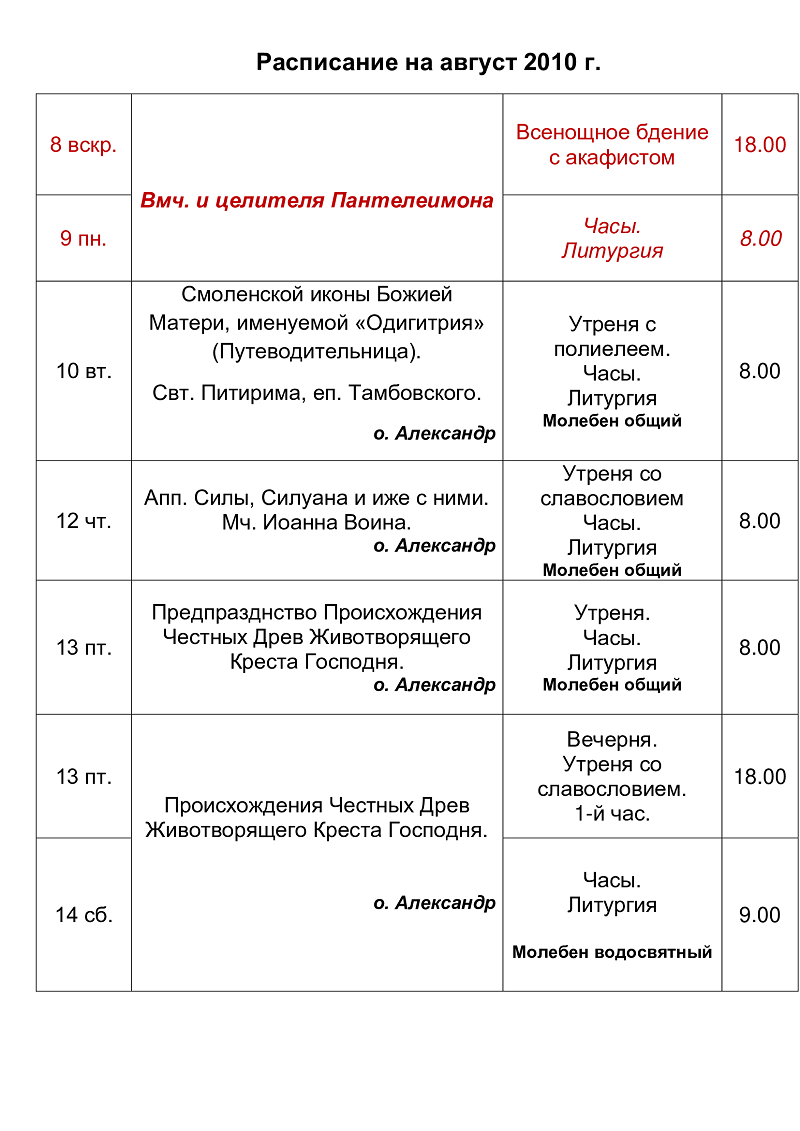 Расписание на август 2010 г.
8 вскр.
Вмч. и целителя Пантелеимона
Всенощное бдение
с акафистом
18.00
9 пн.
Часы.
Литургия
8.00
10 вт.
Смоленской иконы Божией
Матери, именуемой «Одигитрия»
(Путеводительница).
Свт. Питирима, еп. Тамбовского.
о. Александр
Утреня с
полиелеем.
Часы.
Литургия
Молебен общий
8.00
12 чт.
Апп. Силы, Силуана и иже с ними.
Мч. Иоанна Воина.
о. Александр
Утреня со
славословием
Часы.
Литургия
Молебен общий
8.00
13 пт.
Предпразднство Происхождения
Честных Древ Животворящего
Креста Господня.
о. Александр
Утреня.
Часы.
Литургия
Молебен общий
8.00
13 пт.
Происхождения Честных Древ
Животворящего Креста Господня.
о. Александр
Вечерня.
Утреня со
славословием.
1-й час.
18.00
14 сб.
Часы.
Литургия
Молебен водосвятный
9.00